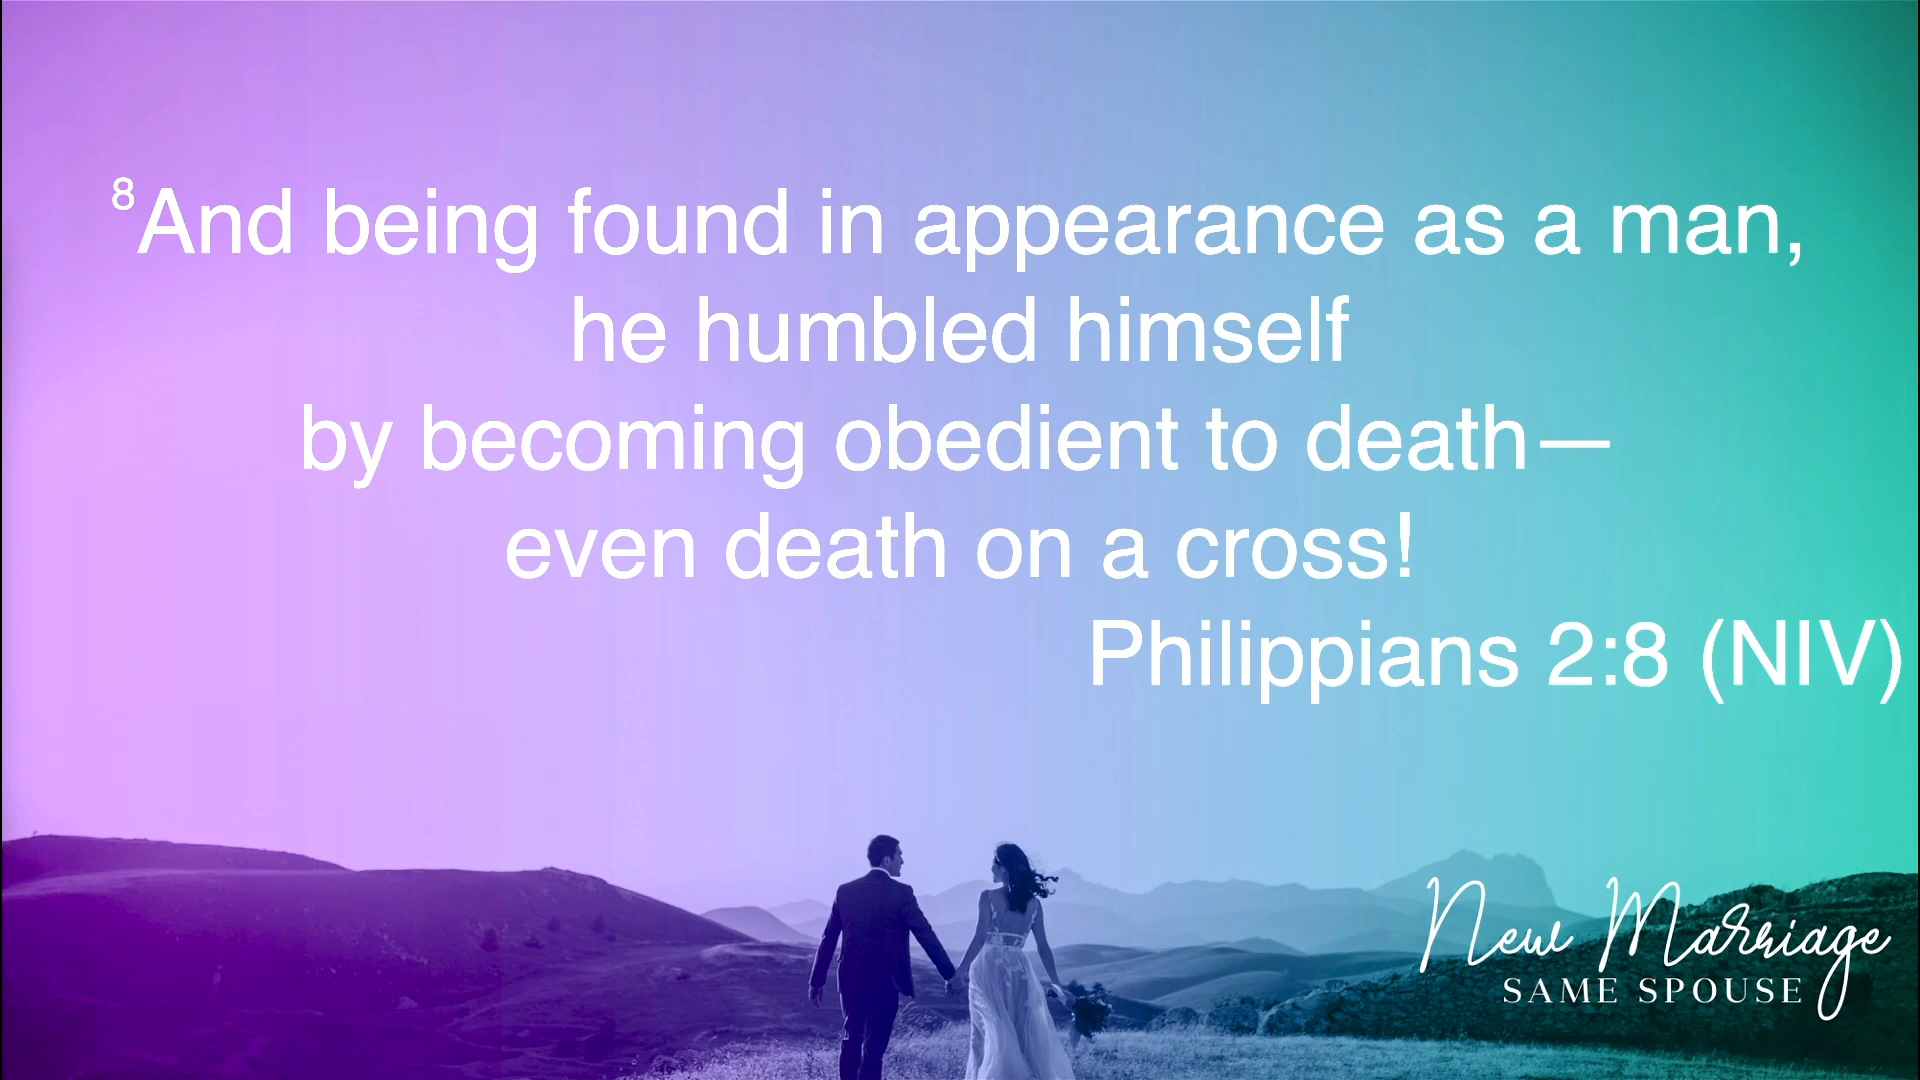 ⁸And being found in appearance as a man,
he humbled himself
by becoming obedient to death—
even death on a cross!
Philippians 2:8 (NIV)
New Marriage
SAME SPOUSE